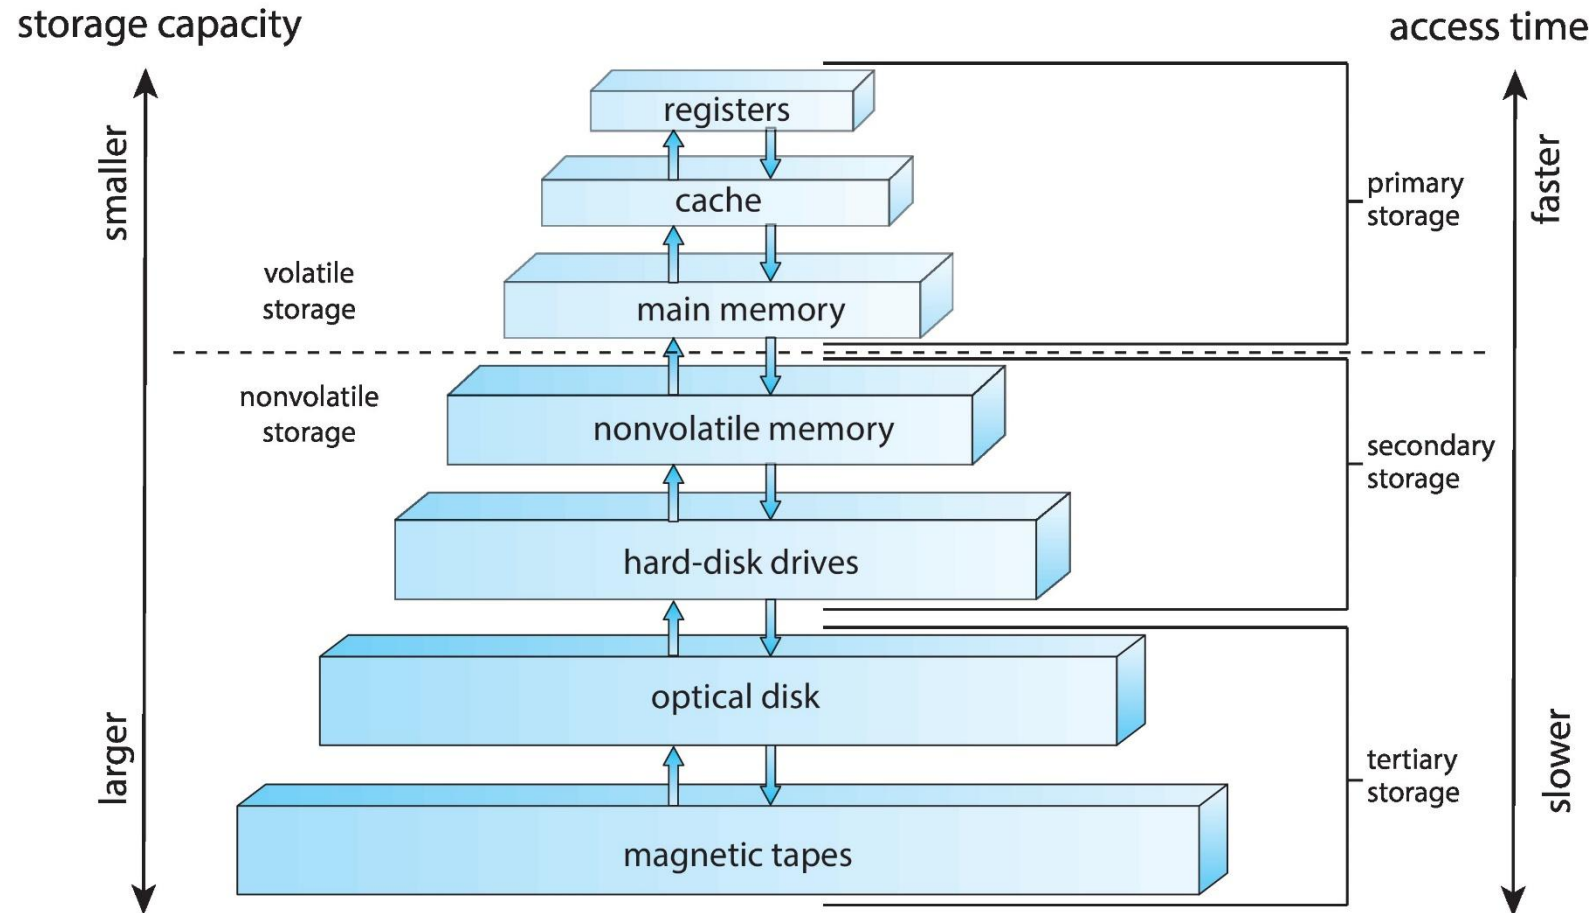 storage capacity
access time
smaller
larger
faster
slower
registers
cache
main memory
volatile
storage
nonvolatile
storage
nonvolatile memory
hard-disk drives
optical disk
magnetic tapes
primary
storage
secondary
storage
tertiary
storage